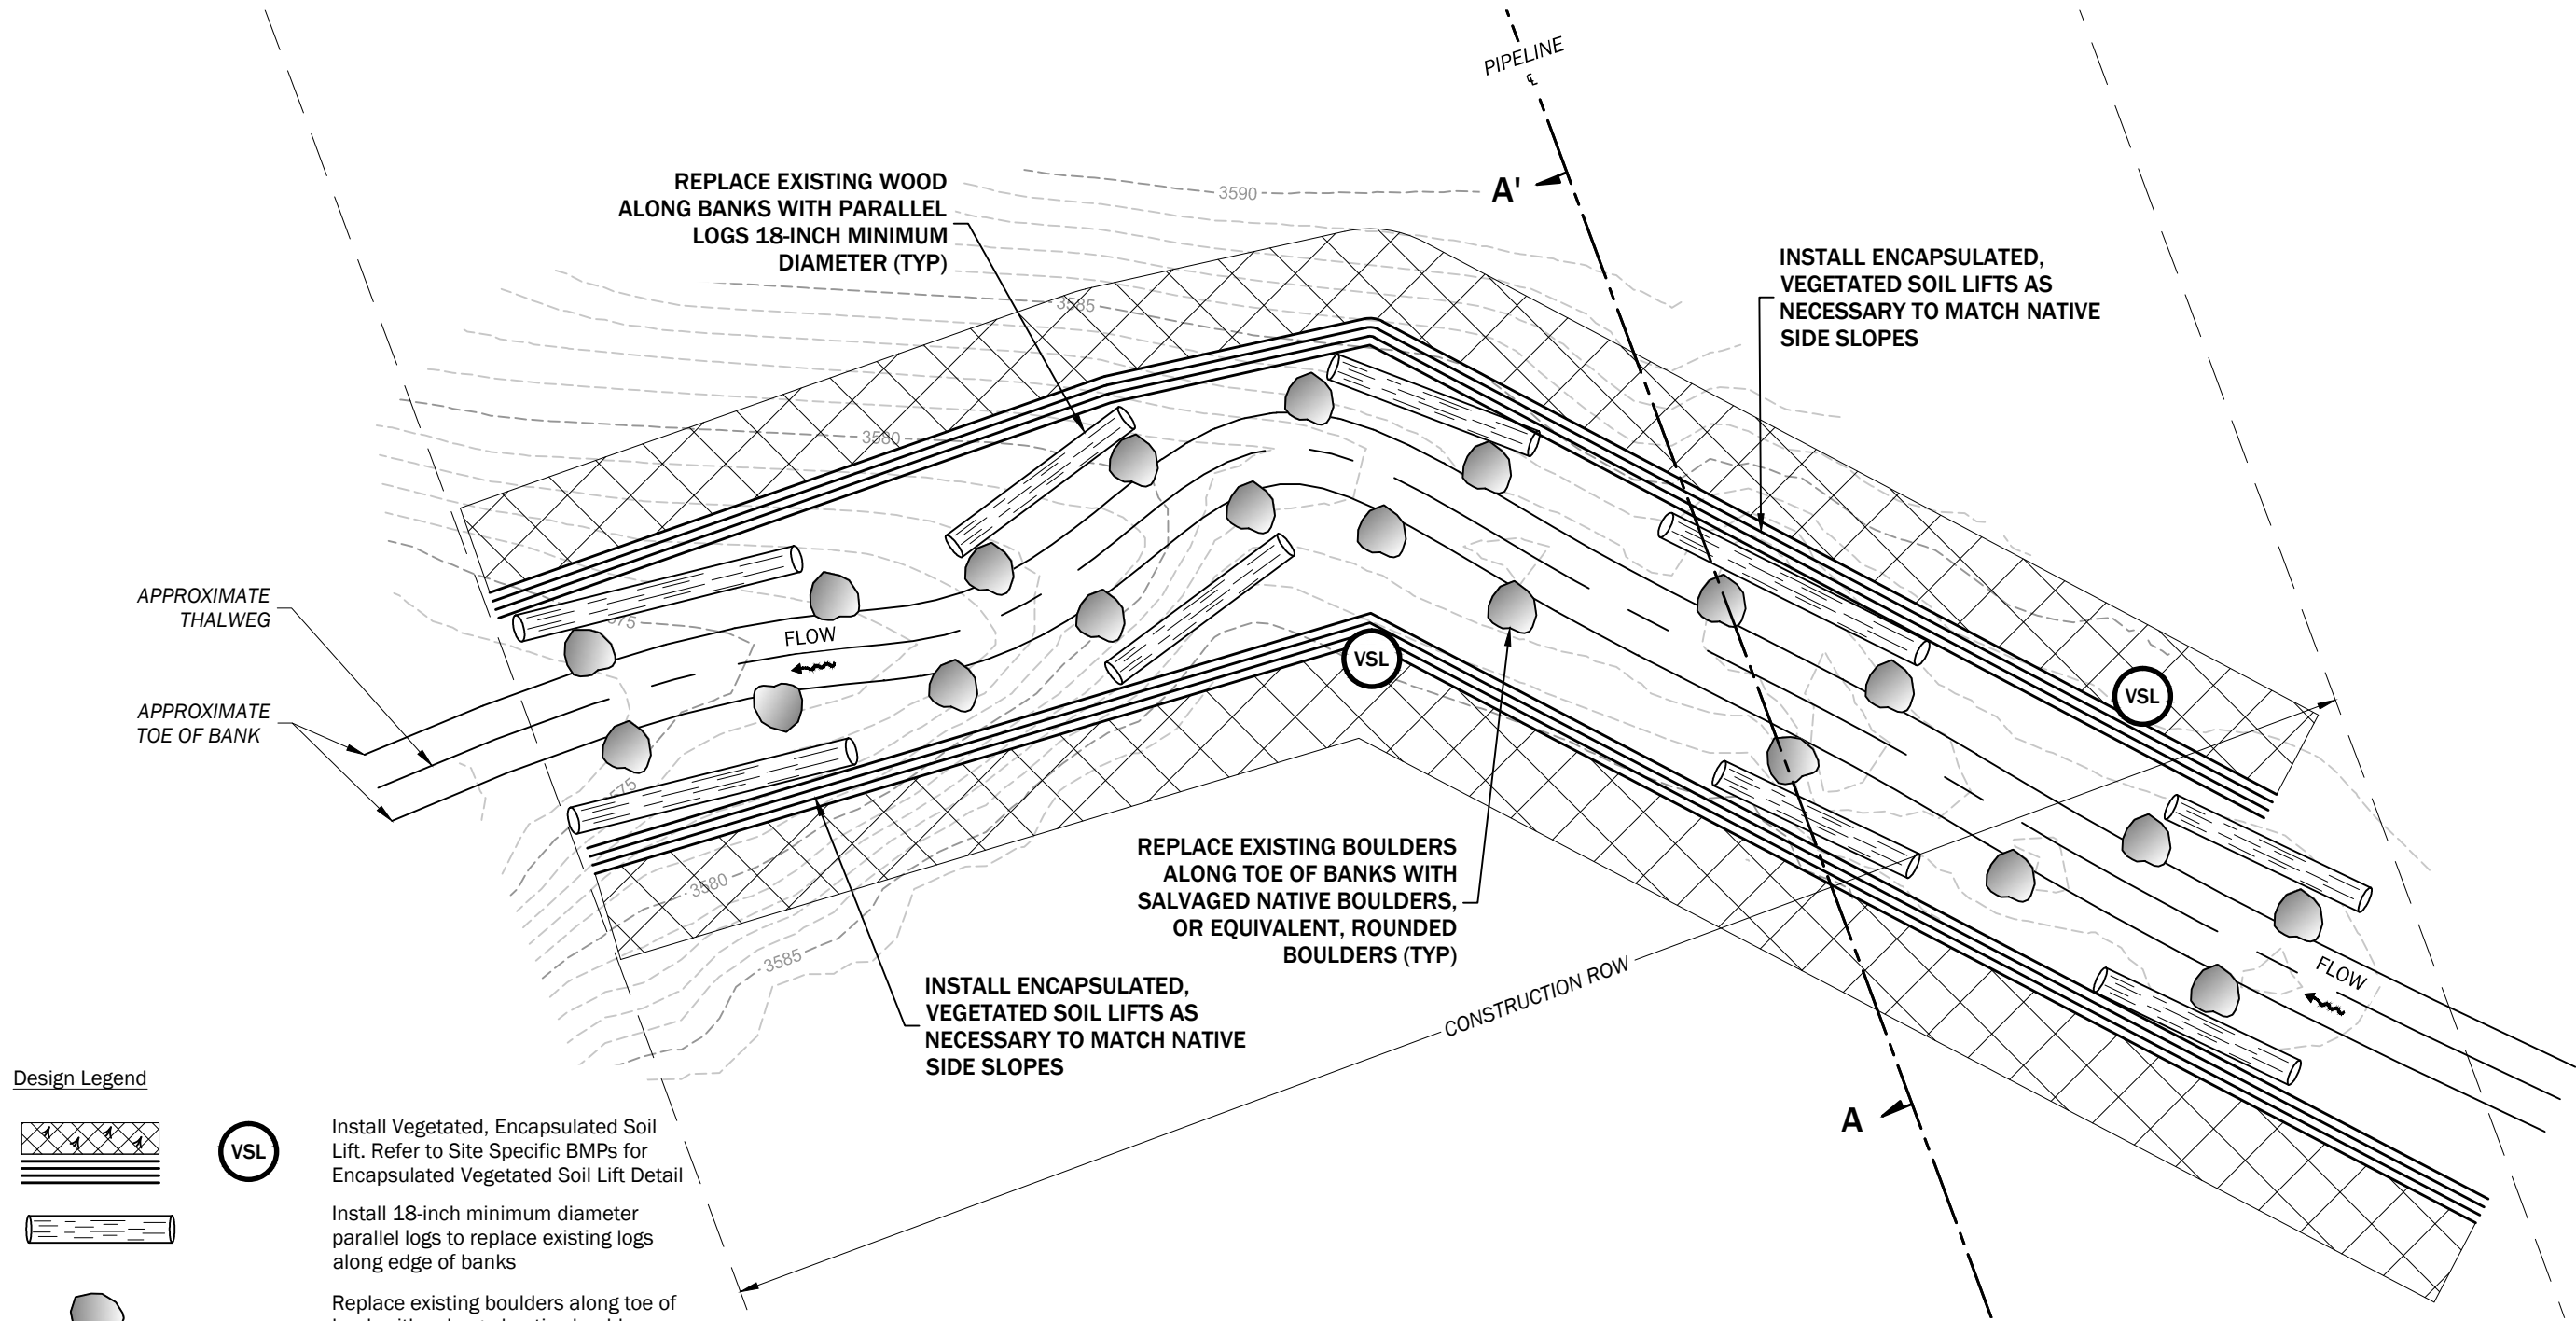 PIPELINE
℄
A'
3590
REPLACE EXISTING WOOD
ALONG BANKS WITH PARALLEL
LOGS 18-INCH MINIMUM
DIAMETER (TYP)
INSTALL ENCAPSULATED,
VEGETATED SOIL LIFTS AS
NECESSARY TO MATCH NATIVE
SIDE SLOPES
3585
3580
APPROXIMATE
THALWEG
575
FLOW
VSL
VSL
APPROXIMATE
TOE OF BANK
575
3580
3585
REPLACE EXISTING BOULDERS
ALONG TOE OF BANKS WITH
SALVAGED NATIVE BOULDERS,
OR EQUIVALENT, ROUNDED
BOULDERS (TYP)
INSTALL ENCAPSULATED,
VEGETATED SOIL LIFTS AS
NECESSARY TO MATCH NATIVE
SIDE SLOPES
CONSTRUCTION ROW
FLOW
A
Design Legend
VSL
Install Vegetated, Encapsulated Soil
Lift. Refer to Site Specific BMPs for
Encapsulated Vegetated Soil Lift Detail
Install 18-inch minimum diameter
parallel logs to replace existing logs
along edge of banks
Replace existing boulders along toe of